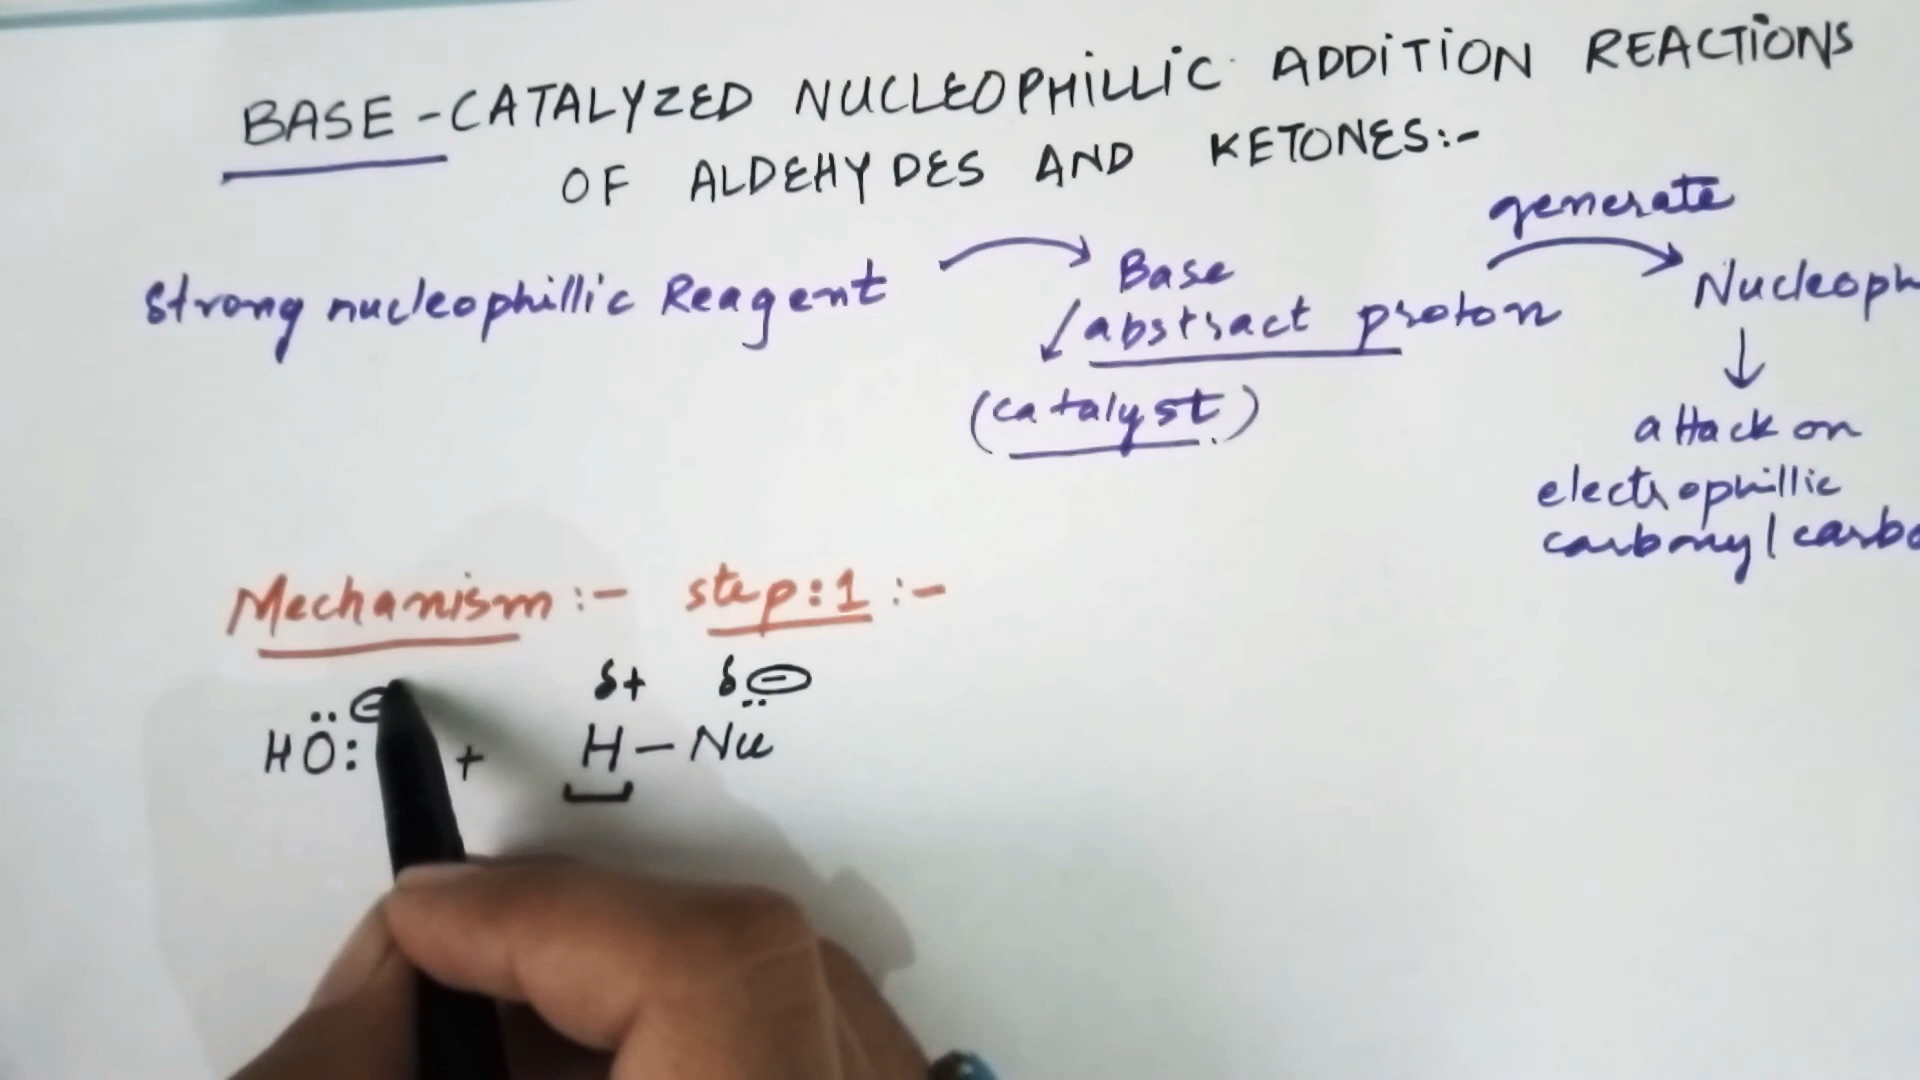 BASE-CATALYZED NUCLEOPHILLIC ADDITION REACTIONS
OF ALDEHYDES AND KETONES:-
generate
Strong nucleophillic Reagent Base Nucleoph
abstract proton
(catalyst)
attack on
electrophillic
carbonyl carbo
Mechanism :- step:1 :-
δ+ δ⊖
HÖ: ⊖ + H-N̈u